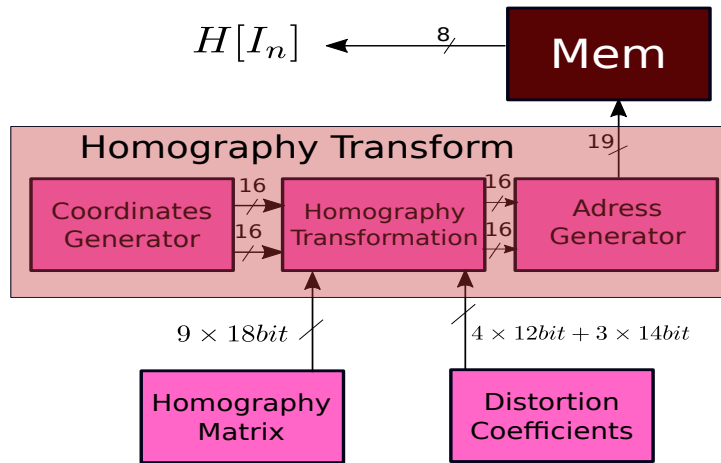 H[I_n]
8
Mem
Homography Transform
19
Coordinates
Generator
16
16
Homography
Transformation
16
16
Adress
Generator
9 × 18bit
4 × 12bit + 3 × 14bit
Homography
Matrix
Distortion
Coefficients